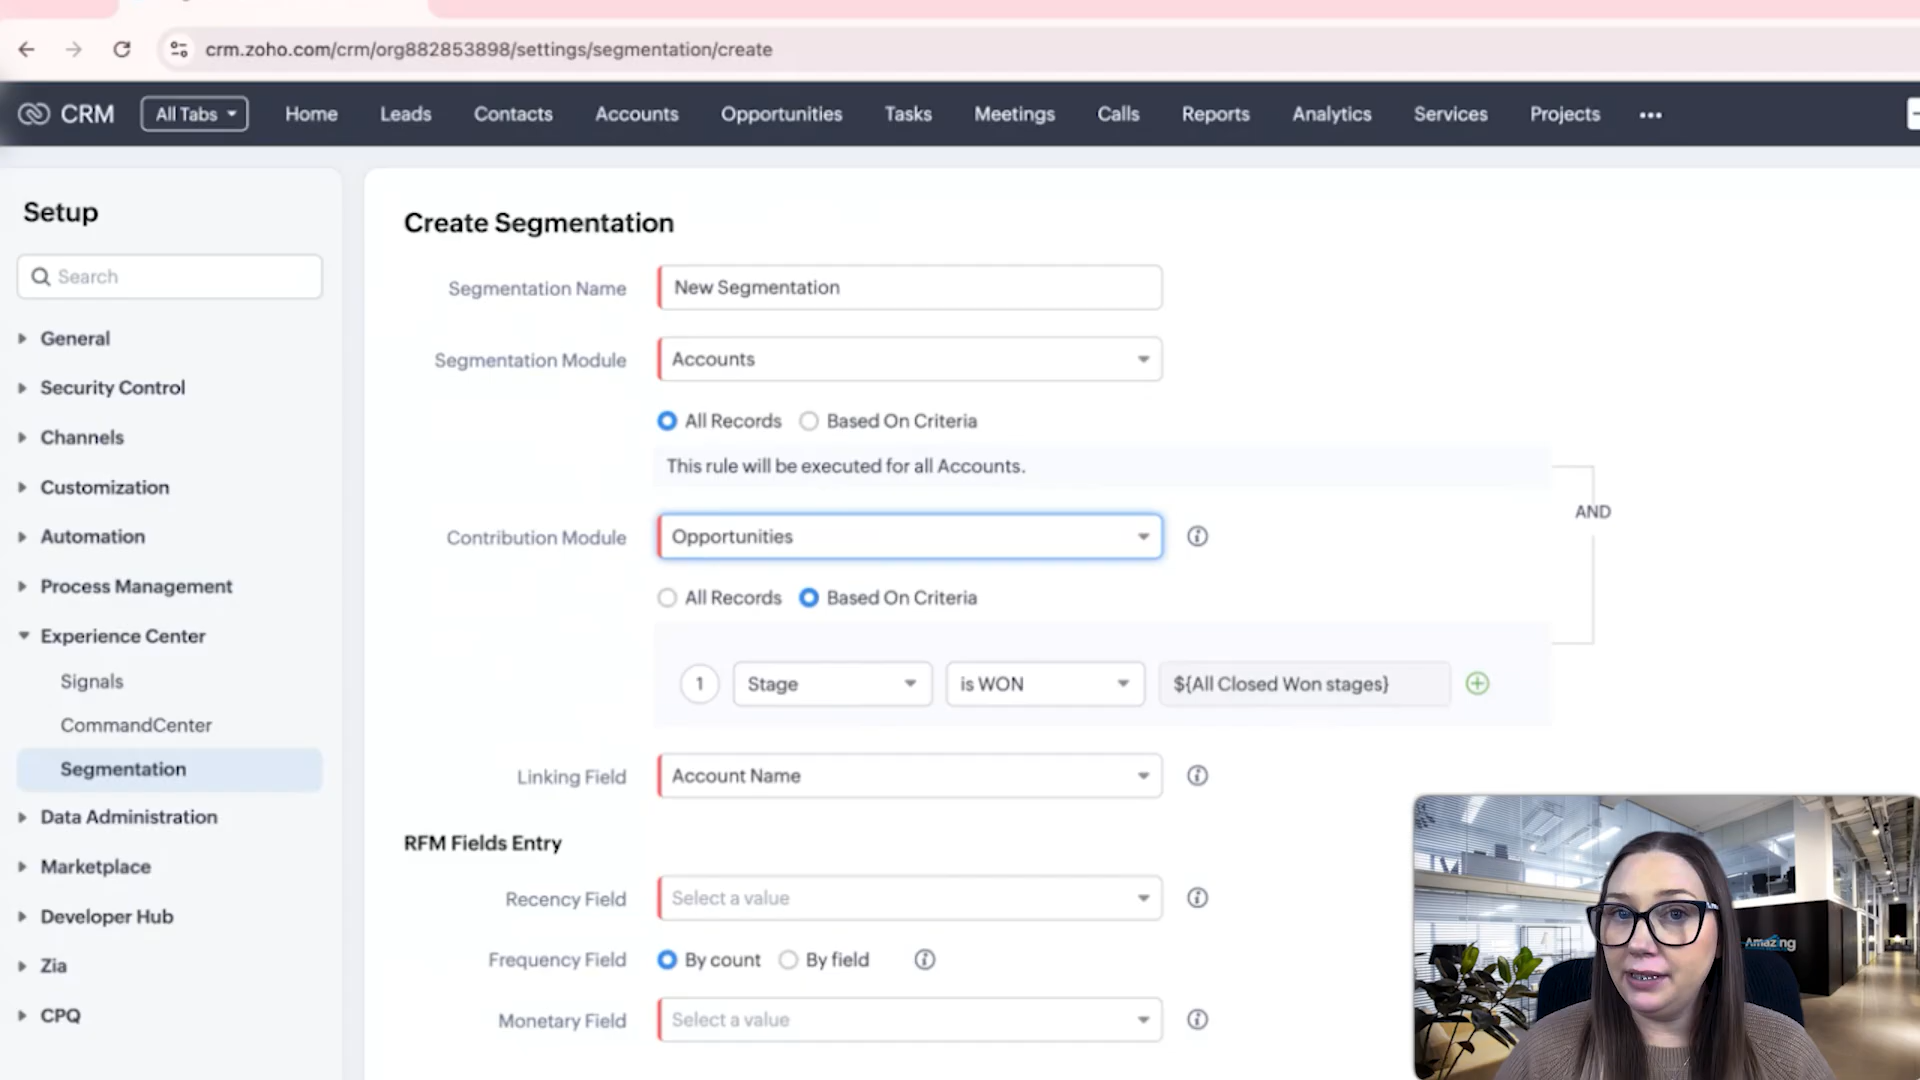 crm.zoho.com/crm/org882853898/settings/segmentation/create
CRM All Tabs Home Leads Contacts Accounts Opportunities Tasks Meetings Calls Reports Analytics Services Projects ...
Setup
Search
General
Security Control
Channels
Customization
Automation
Process Management
Experience Center
Signals
CommandCenter
Segmentation
Data Administration
Marketplace
Developer Hub
Zia
CPQ
Create Segmentation
Segmentation Name New Segmentation
Segmentation Module Accounts
All Records Based On Criteria
This rule will be executed for all Accounts.
AND
Contribution Module Opportunities
All Records Based On Criteria
1 Stage is WON ${All Closed Won stages}
Linking Field Account Name
RFM Fields Entry
Recency Field Select a value
Frequency Field By count By field
Monetary Field Select a value
Amazing